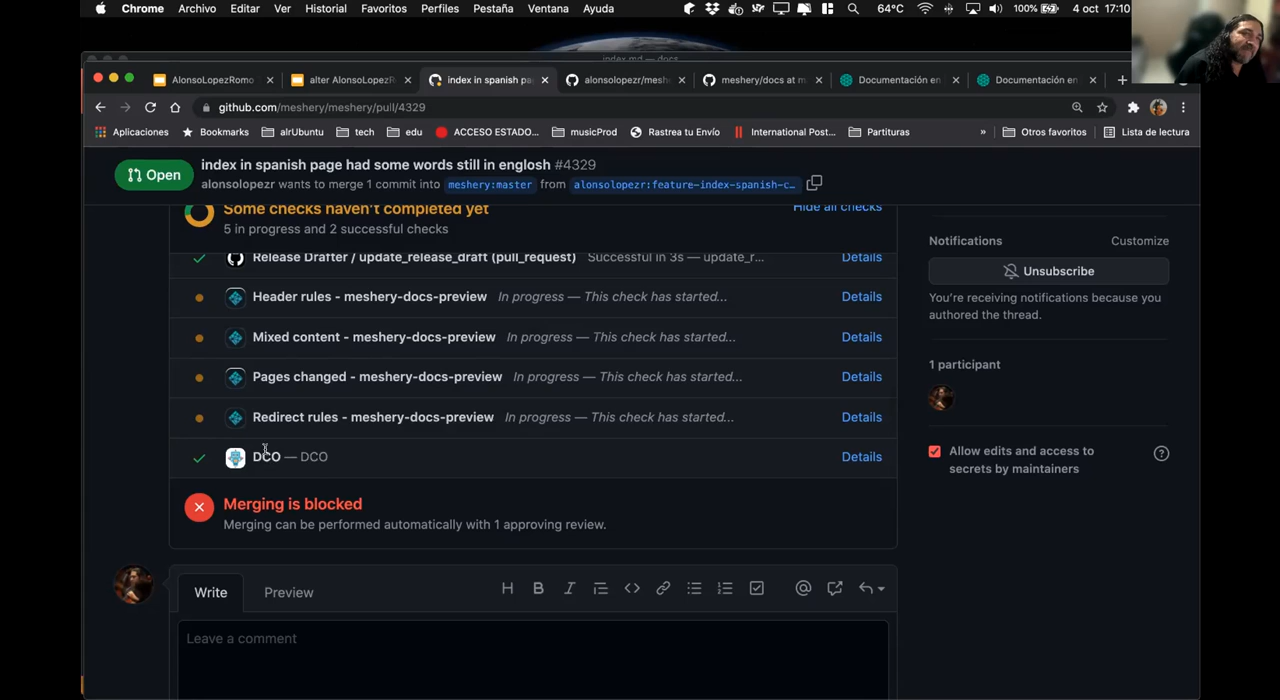 Chrome Archivo Editar Ver Historial Favoritos Perfiles Pestaña Ventana Ayuda 64°C 100% 4 oct 17:10
index.md — docs
AlonsoLopezRomo alter AlonsoLopezR index in spanish pa alonsolopezr/mesh meshery/docs at m Documentación en Documentación en
github.com/meshery/meshery/pull/4329
Aplicaciones Bookmarks alrUbuntu tech edu ACCESO ESTADO... musicProd Rastrea tu Envío International Post... Partituras » Otros favoritos Lista de lectura
Open
index in spanish page had some words still in englosh #4329
alonsolopezr wants to merge 1 commit into meshery:master from alonsolopezr:feature-index-spanish-c…
Some checks haven't completed yet Hide all checks
5 in progress and 2 successful checks
Release Drafter / update_release_draft (pull_request) Successful in 3s — update_r… Details
Header rules - meshery-docs-preview In progress — This check has started... Details
Mixed content - meshery-docs-preview In progress — This check has started... Details
Pages changed - meshery-docs-preview In progress — This check has started... Details
Redirect rules - meshery-docs-preview In progress — This check has started... Details
DCO — DCO Details
Merging is blocked
Merging can be performed automatically with 1 approving review.
Write Preview
Leave a comment
Notifications Customize
Unsubscribe
You're receiving notifications because you
authored the thread.
1 participant
Allow edits and access to
secrets by maintainers